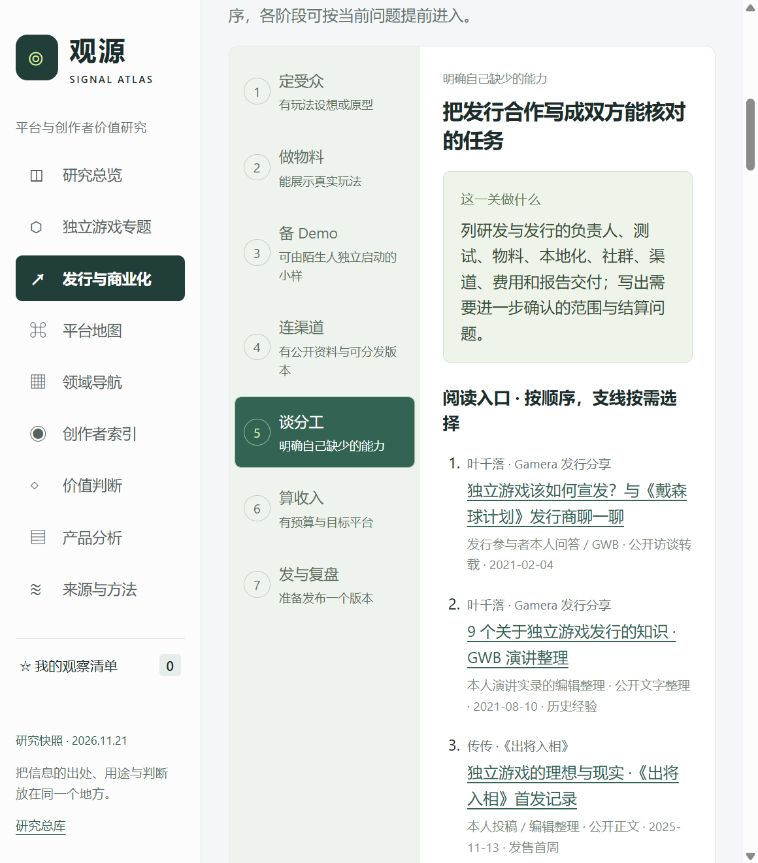 观源
SIGNAL ATLAS
平台与创作者价值研究
研究总览
独立游戏专题
发行与商业化
平台地图
领域导航
创作者索引
价值判断
产品分析
来源与方法
☆ 我的观察清单 0
研究快照 · 2026.11.21
把信息的出处、用途与判断
放在同一个地方。
研究总库
序，各阶段可按当前问题提前进入。
1 定受众
有玩法设想或原型
2 做物料
能展示真实玩法
3 备 Demo
可由陌生人独立启动的
小样
4 连渠道
有公开资料与可分发版
本
5 谈分工
明确自己缺少的能力
6 算收入
有预算与目标平台
7 发与复盘
准备发布一个版本
明确自己缺少的能力
把发行合作写成双方能核对
的任务
这一关做什么
列研发与发行的负责人、测
试、物料、本地化、社群、渠
道、费用和报告交付；写出需
要进一步确认的范围与结算问
题。
阅读入口 · 按顺序，支线按需选
择
1. 叶千落 · Gamera 发行分享
独立游戏该如何宣发？与《戴森
球计划》发行商聊一聊
发行参与者本人问答 / GWB · 公开访谈转
载 · 2021-02-04
2. 叶千落 · Gamera 发行分享
9 个关于独立游戏发行的知识 ·
GWB 演讲整理
本人演讲实录的编辑整理 · 公开文字整理
· 2021-08-10 · 历史经验
3. 传传 · 《出将入相》
独立游戏的理想与现实 · 《出将
入相》首发记录
本人投稿 / 编辑整理 · 公开正文 · 2025-
11-13 · 发售首周